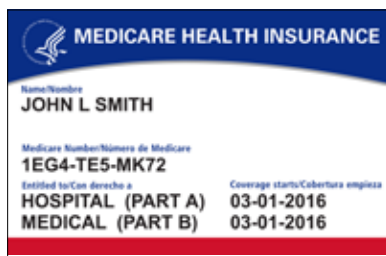 MEDICARE HEALTH INSURANCE
Name/Nombre
JOHN L SMITH
Medicare Number/Número de Medicare
1EG4-TE5-MK72
Entitled to/Con derecho a Coverage starts/Cobertura empieza
HOSPITAL (PART A) 03-01-2016
MEDICAL (PART B) 03-01-2016